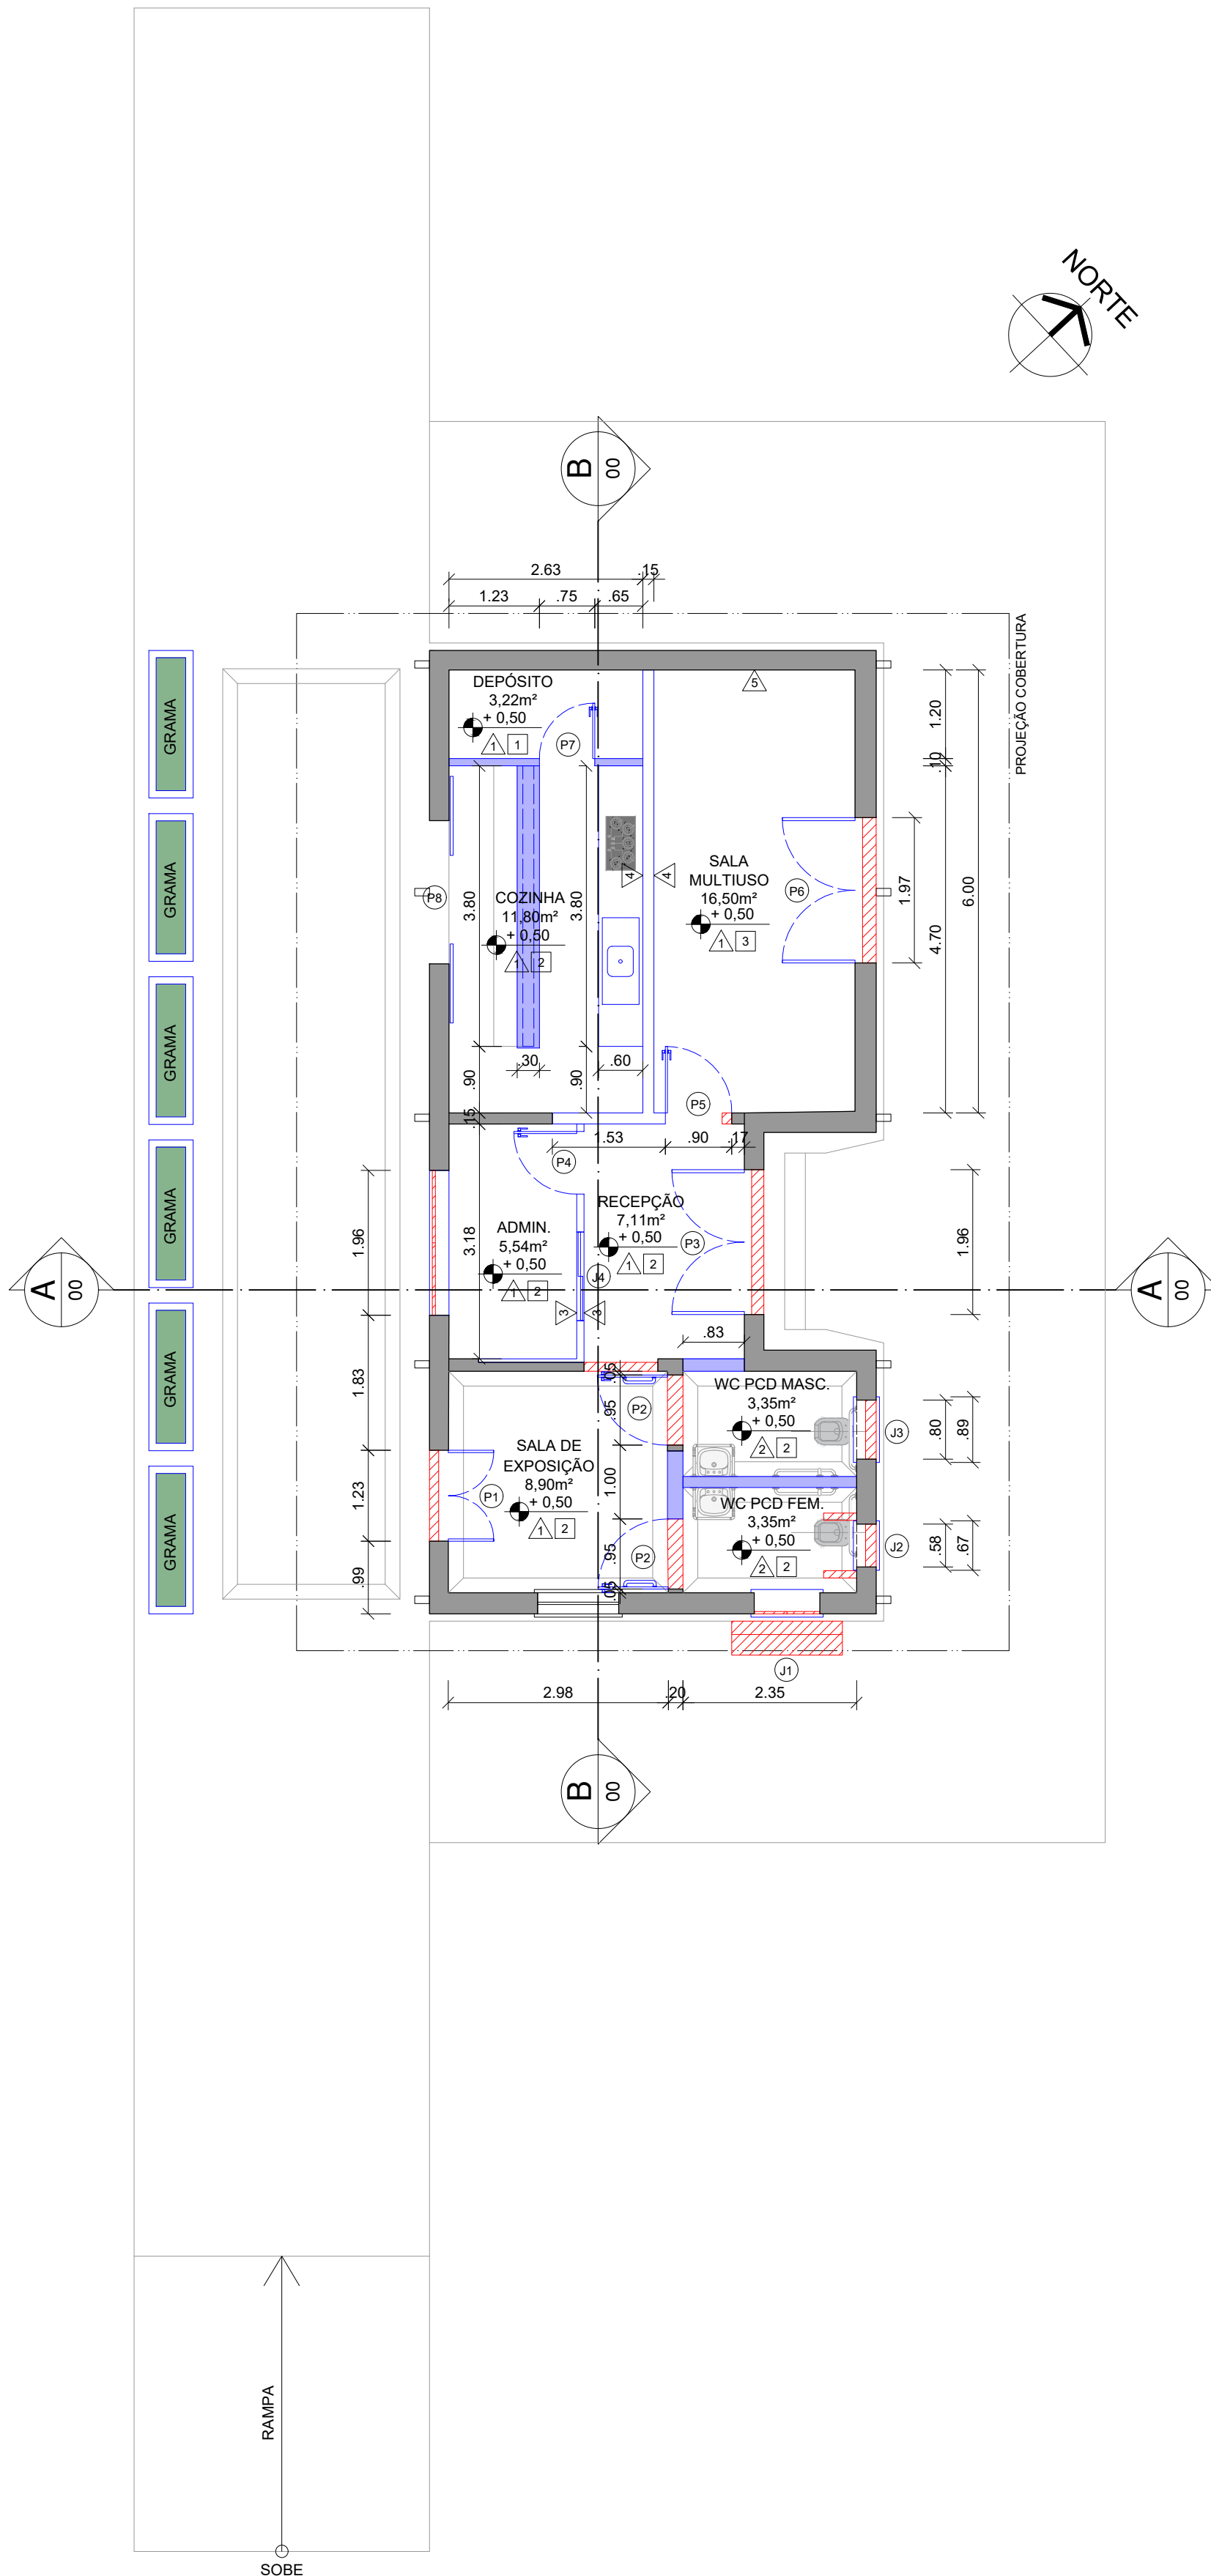 NORTE
B
00
2.63
.15
1.23
.75
.65
PROJEÇÃO COBERTURA
GRAMA
DEPÓSITO
3,22m²
+ 0,50
1
1
P7
5
1.20
.10
6.00
GRAMA
P8
3.80
COZINHA
11,80m²
+ 0,50
1
2
3.80
4
4
SALA
MULTIUSO
16,50m²
+ 0,50
1
3
P6
1.97
4.70
GRAMA
.30
.60
.90
.90
.15
P5
1.53
.90
.17
P4
GRAMA
1.96
3.18
ADMIN.
5,54m²
+ 0,50
1
2
RECEPÇÃO
7,11m²
+ 0,50
1
2
P3
J4
3
3
1.96
A
00
A
00
.83
GRAMA
1.83
.05
.95
P2
WC PCD MASC.
3,35m²
+ 0,50
2
2
.80
.89
J3
SALA DE
EXPOSIÇÃO
8,90m²
+ 0,50
1
2
P1
1.00
WC PCD FEM.
3,35m²
+ 0,50
2
2
.58
.67
J2
GRAMA
1.23
.99
.95
P2
.05
J1
2.98
.20
2.35
B
00
RAMPA
SOBE